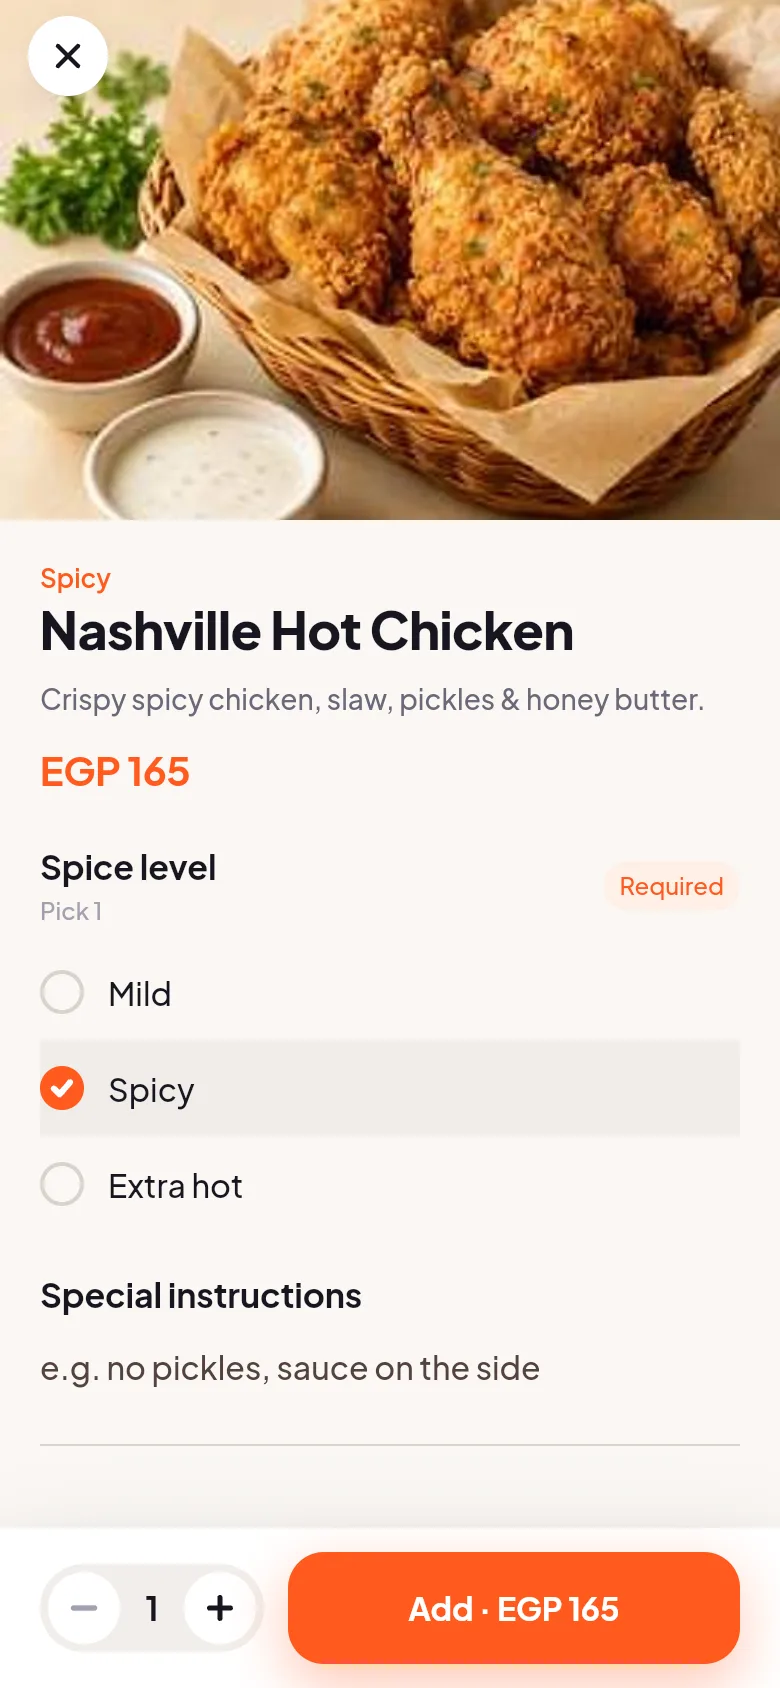 Spicy
Nashville Hot Chicken
Crispy spicy chicken, slaw, pickles & honey butter.
EGP 165
Spice level
Pick 1
Required
Mild
Spicy
Extra hot
Special instructions
e.g. no pickles, sauce on the side
1
Add · EGP 165